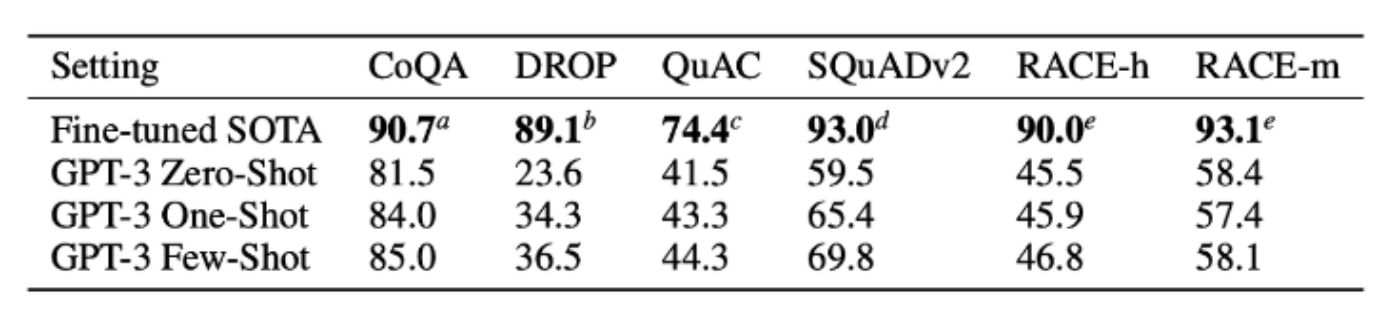 Setting CoQA DROP QuAC SQuADv2 RACE-h RACE-m
Fine-tuned SOTA 90.7a 89.1b 74.4c 93.0d 90.0e 93.1e
GPT-3 Zero-Shot 81.5 23.6 41.5 59.5 45.5 58.4
GPT-3 One-Shot 84.0 34.3 43.3 65.4 45.9 57.4
GPT-3 Few-Shot 85.0 36.5 44.3 69.8 46.8 58.1